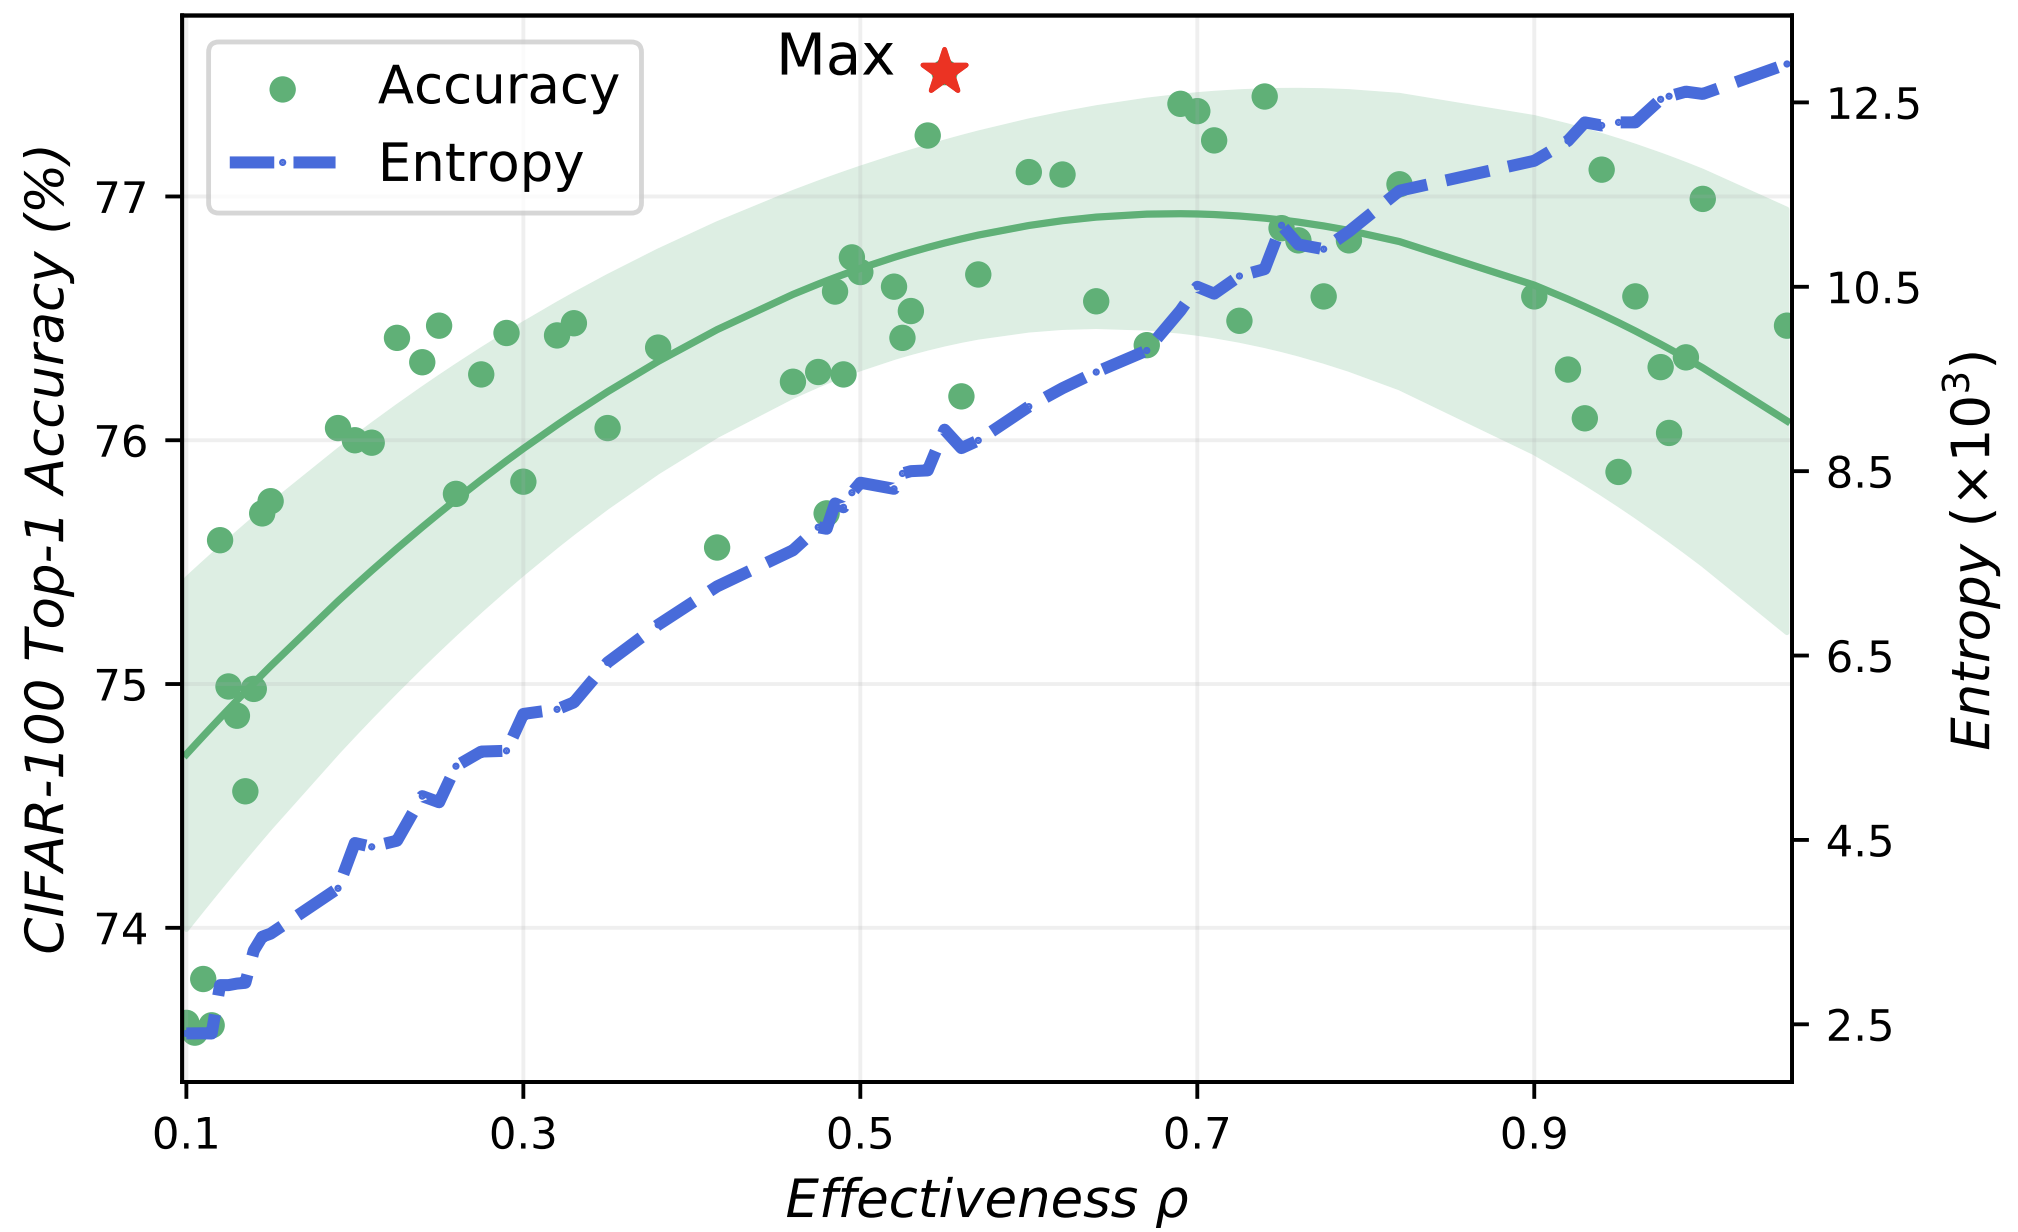 Max
Accuracy
Entropy
CIFAR-100 Top-1 Accuracy (%)
77
76
75
74
12.5
10.5
8.5
6.5
4.5
2.5
Entropy (×10³)
0.1 0.3 0.5 0.7 0.9
Effectiveness ρ